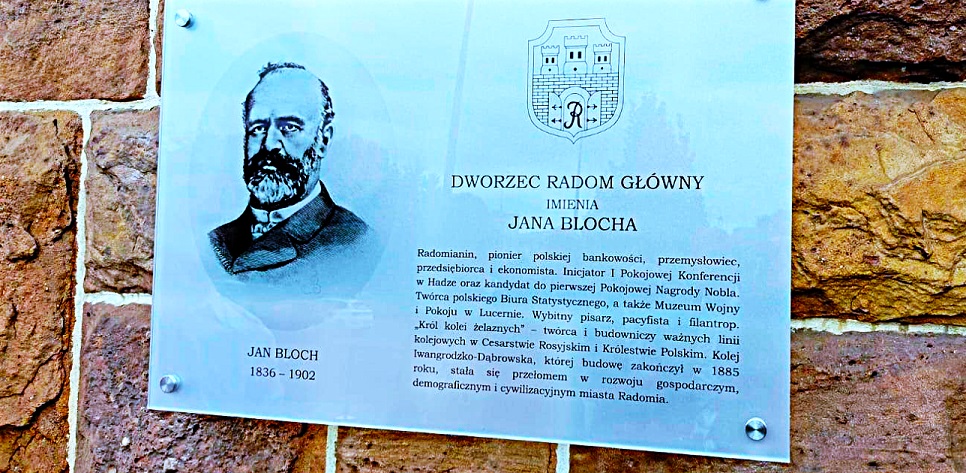 R
DWORZEC RADOM GŁÓWNY
IMIENIA
JANA BLOCHA
Radomianin, pionier polskiej bankowości, przemysłowiec,
przedsiębiorca i ekonomista. Inicjator I Pokojowej Konferencji
w Hadze oraz kandydat do pierwszej Pokojowej Nagrody Nobla.
Twórca polskiego Biura Statystycznego, a także Muzeum Wojny
i Pokoju w Lucernie. Wybitny pisarz, pacyfista i filantrop.
„Król kolei żelaznych” – twórca i budowniczy ważnych linii
kolejowych w Cesarstwie Rosyjskim i Królestwie Polskim. Kolej
Iwangrodzko-Dąbrowska, której budowę zakończył w 1885
roku, stała się przełomem w rozwoju gospodarczym,
demograficznym i cywilizacyjnym miasta Radomia.
JAN BLOCH
1836 – 1902